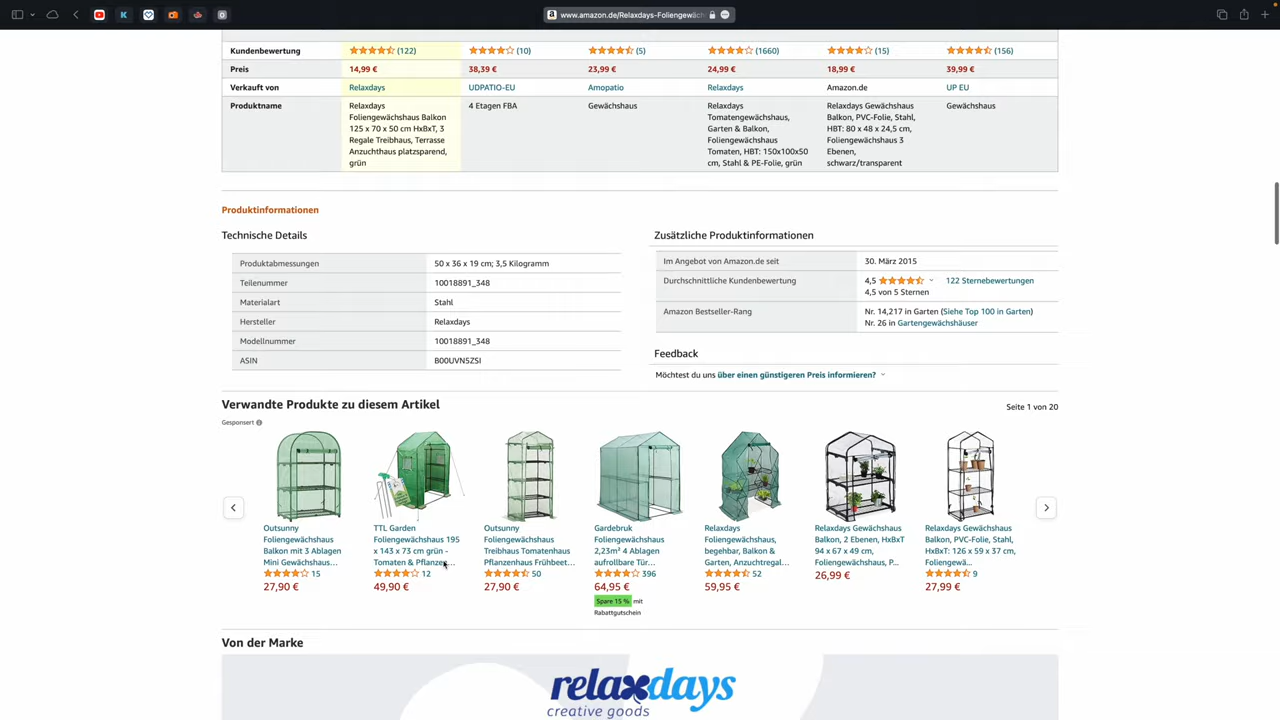 www.amazon.de/Relaxdays-Foliengewäch
Kundenbewertung (122) (10) (5) (1660) (15) (156)
Preis 14,99 € 38,39 € 23,99 € 24,99 € 18,99 € 39,99 €
Verkauft von Relaxdays UDPATIO-EU Amopatio Relaxdays Amazon.de UP EU
Produktname
Relaxdays
Foliengewächshaus Balkon
125 x 70 x 50 cm HxBxT, 3
Regale Treibhaus, Terrasse
Anzuchthaus platzsparend,
grün
4 Etagen FBA
Gewächshaus
Relaxdays
Tomatengewächshaus,
Garten & Balkon,
Foliengewächshaus
Tomaten, HBT: 150x100x50
cm, Stahl & PE-Folie, grün
Relaxdays Gewächshaus
Balkon, PVC-Folie, Stahl,
HBT: 80 x 48 x 24,5 cm,
Foliengewächshaus 3
Ebenen,
schwarz/transparent
Gewächshaus
Produktinformationen
Technische Details
Produktabmessungen 50 x 36 x 19 cm; 3,5 Kilogramm
Teilenummer 10018891_348
Materialart Stahl
Hersteller Relaxdays
Modellnummer 10018891_348
ASIN B00UVN5ZSI
Zusätzliche Produktinformationen
Im Angebot von Amazon.de seit 30. März 2015
Durchschnittliche Kundenbewertung 4,5 122 Sternebewertungen
4,5 von 5 Sternen
Amazon Bestseller-Rang Nr. 14,217 in Garten (Siehe Top 100 in Garten)
Nr. 26 in Gartengewächshäuser
Feedback
Möchtest du uns über einen günstigeren Preis informieren?
Verwandte Produkte zu diesem Artikel
Seite 1 von 20
Gesponsert
Outsunny
Foliengewächshaus
Balkon mit 3 Ablagen
Mini Gewächshaus...
15
27,90 €
TTL Garden
Foliengewächshaus 195
x 143 x 73 cm grün -
Tomaten & Pflanzen...
12
49,90 €
Outsunny
Foliengewächshaus
Treibhaus Tomatenhaus
Pflanzenhaus Frühbeet...
50
27,90 €
Gardebruk
Foliengewächshaus
2,23m² 4 Ablagen
aufrollbare Tür...
396
64,95 €
Spare 15 % mit
Rabattgutschein
Relaxdays
Foliengewächshaus,
begehbar, Balkon &
Garten, Anzuchtregal...
52
59,95 €
Relaxdays Gewächshaus
Balkon, 2 Ebenen, HxBxT
94 x 67 x 49 cm,
Foliengewächshaus, P...
26,99 €
Relaxdays Gewächshaus
Balkon, PVC-Folie, Stahl,
HxBxT: 126 x 59 x 37 cm,
Foliengewä...
9
27,99 €
Von der Marke
relaxdays
creative goods